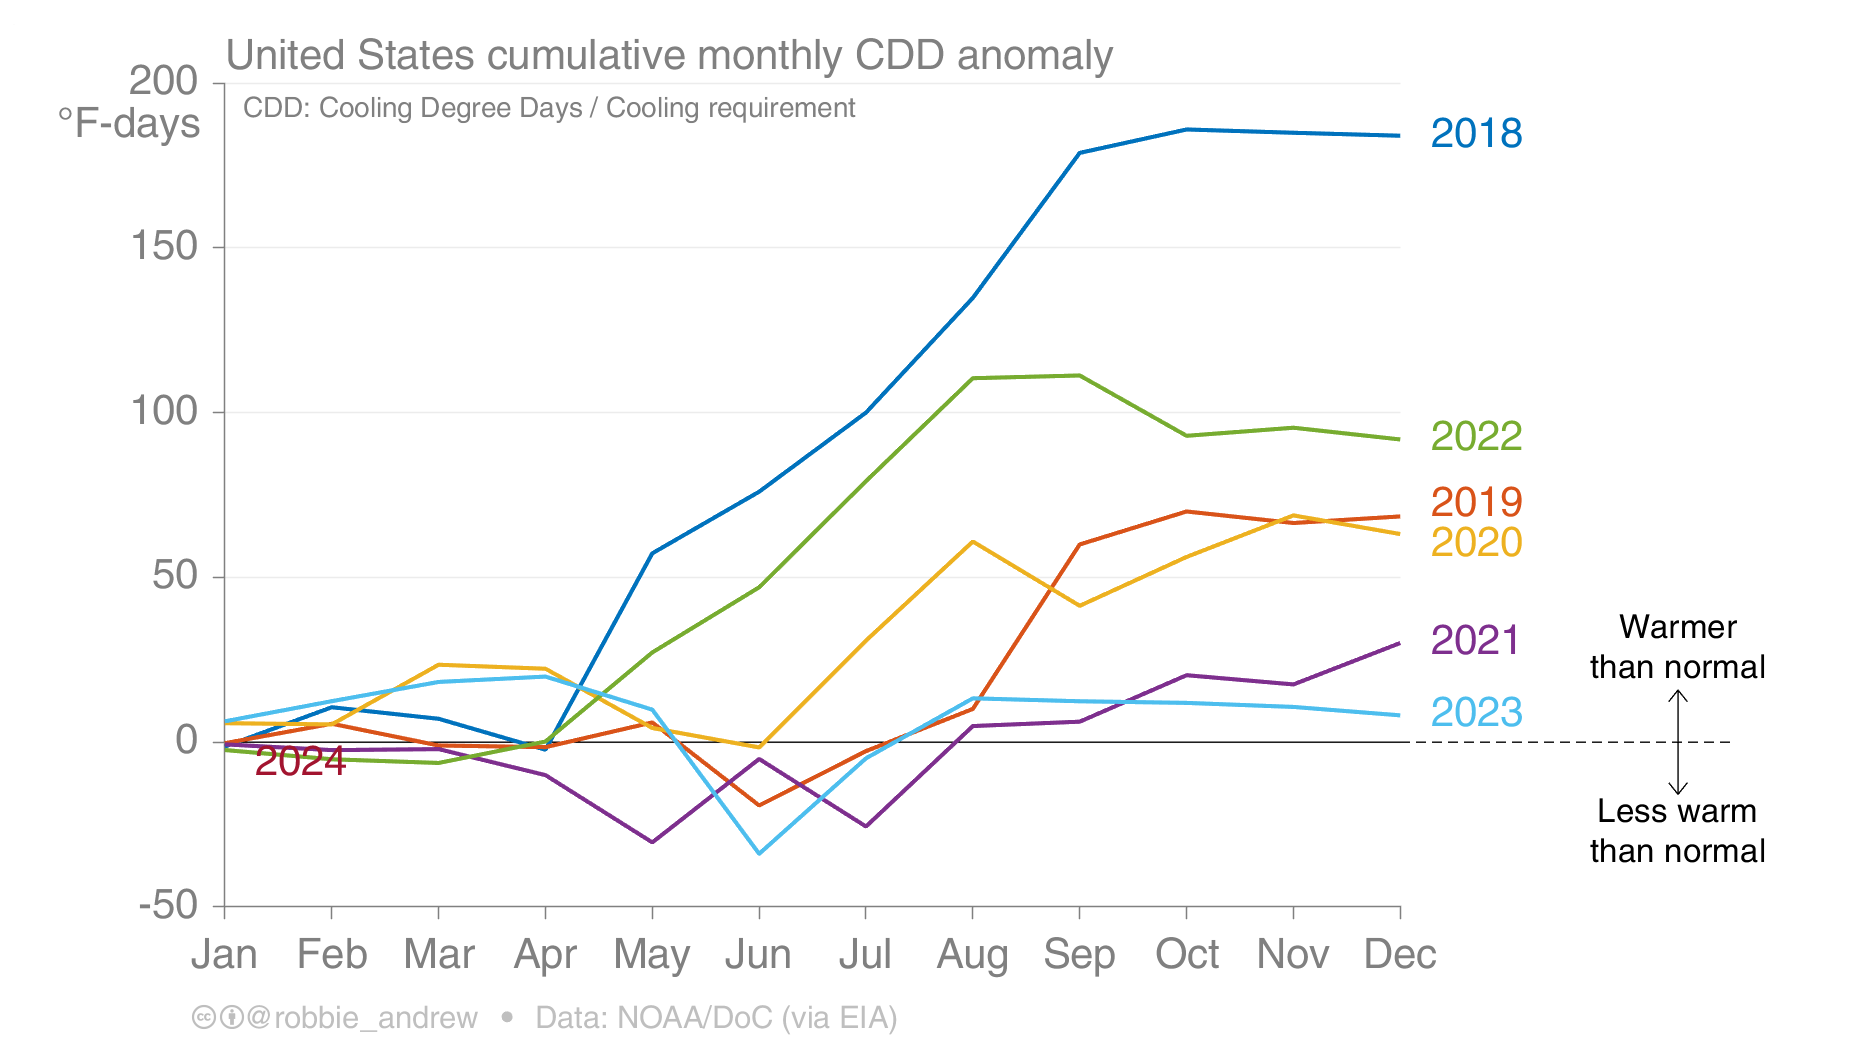 United States cumulative monthly CDD anomaly
200
°F-days
CDD: Cooling Degree Days / Cooling requirement
2018
150
100
2022
2019
50
2020
2021
Warmer
than normal
2023
0
2024
Less warm
than normal
-50
Jan Feb Mar Apr May Jun Jul Aug Sep Oct Nov Dec
cc @robbie_andrew • Data: NOAA/DoC (via EIA)